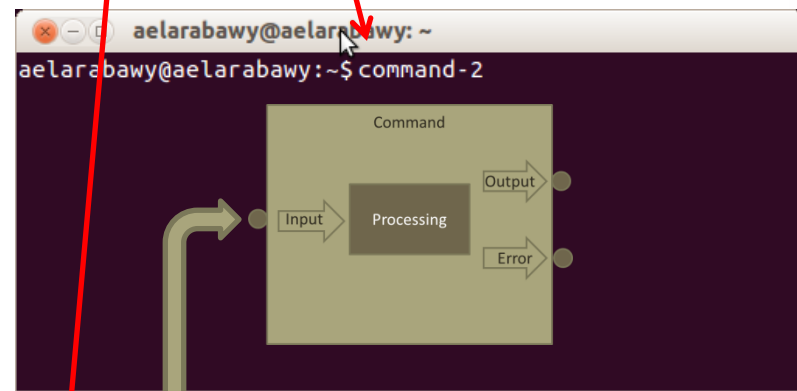 aelarabawy@aelarabawy: ~
aelarabawy@aelarabawy:~$ command-2
Command
Output
Input
Processing
Error